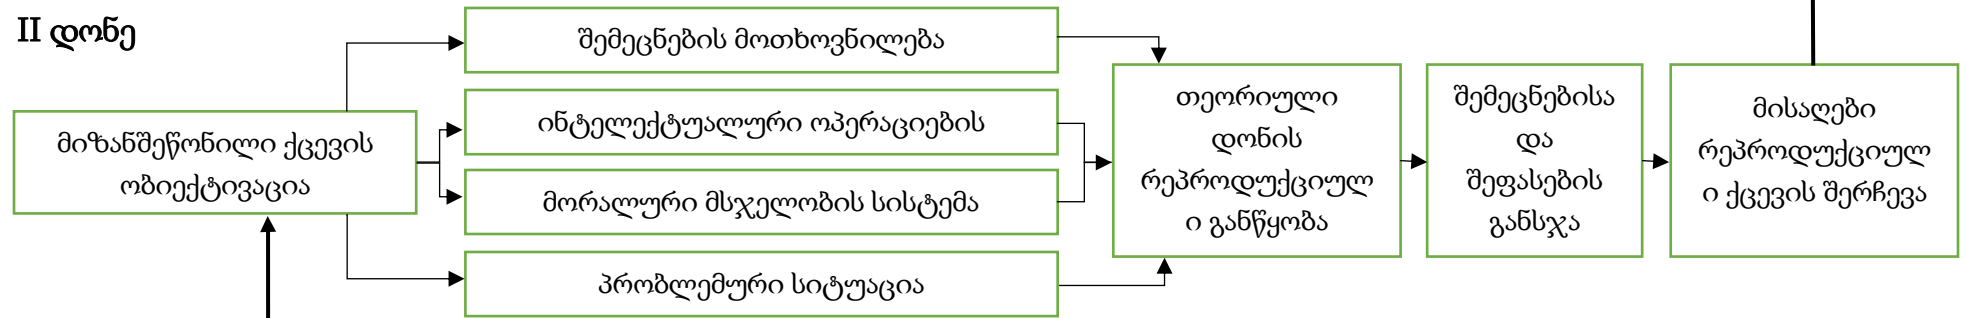 II დონე
მიზანშეწონილი ქცევის
ობიექტივაცია
შემეცნების მოთხოვნილება
ინტელექტუალური ოპერაციების
მორალური მსჯელობის სისტემა
პრობლემური სიტუაცია
თეორიული
დონის
რეპროდუქციულ
ი განწყობა
შემეცნებისა
და
შეფასების
განსჯა
მისაღები
რეპროდუქციულ
ი ქცევის შერჩევა